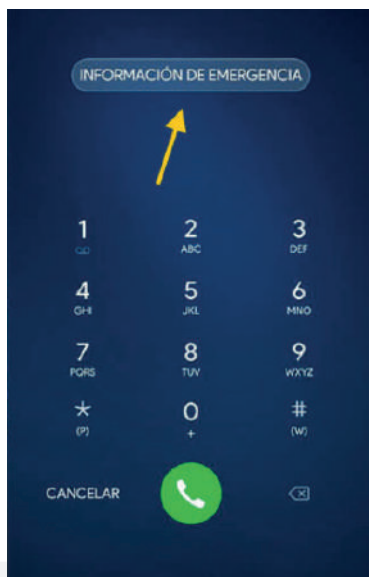 INFORMACIÓN DE EMERGENCIA
1 2 3
ABC DEF
4 5 6
GHI JKL MNO
7 8 9
PQRS TUV WXYZ
* 0 #
(P) + (W)
CANCELAR